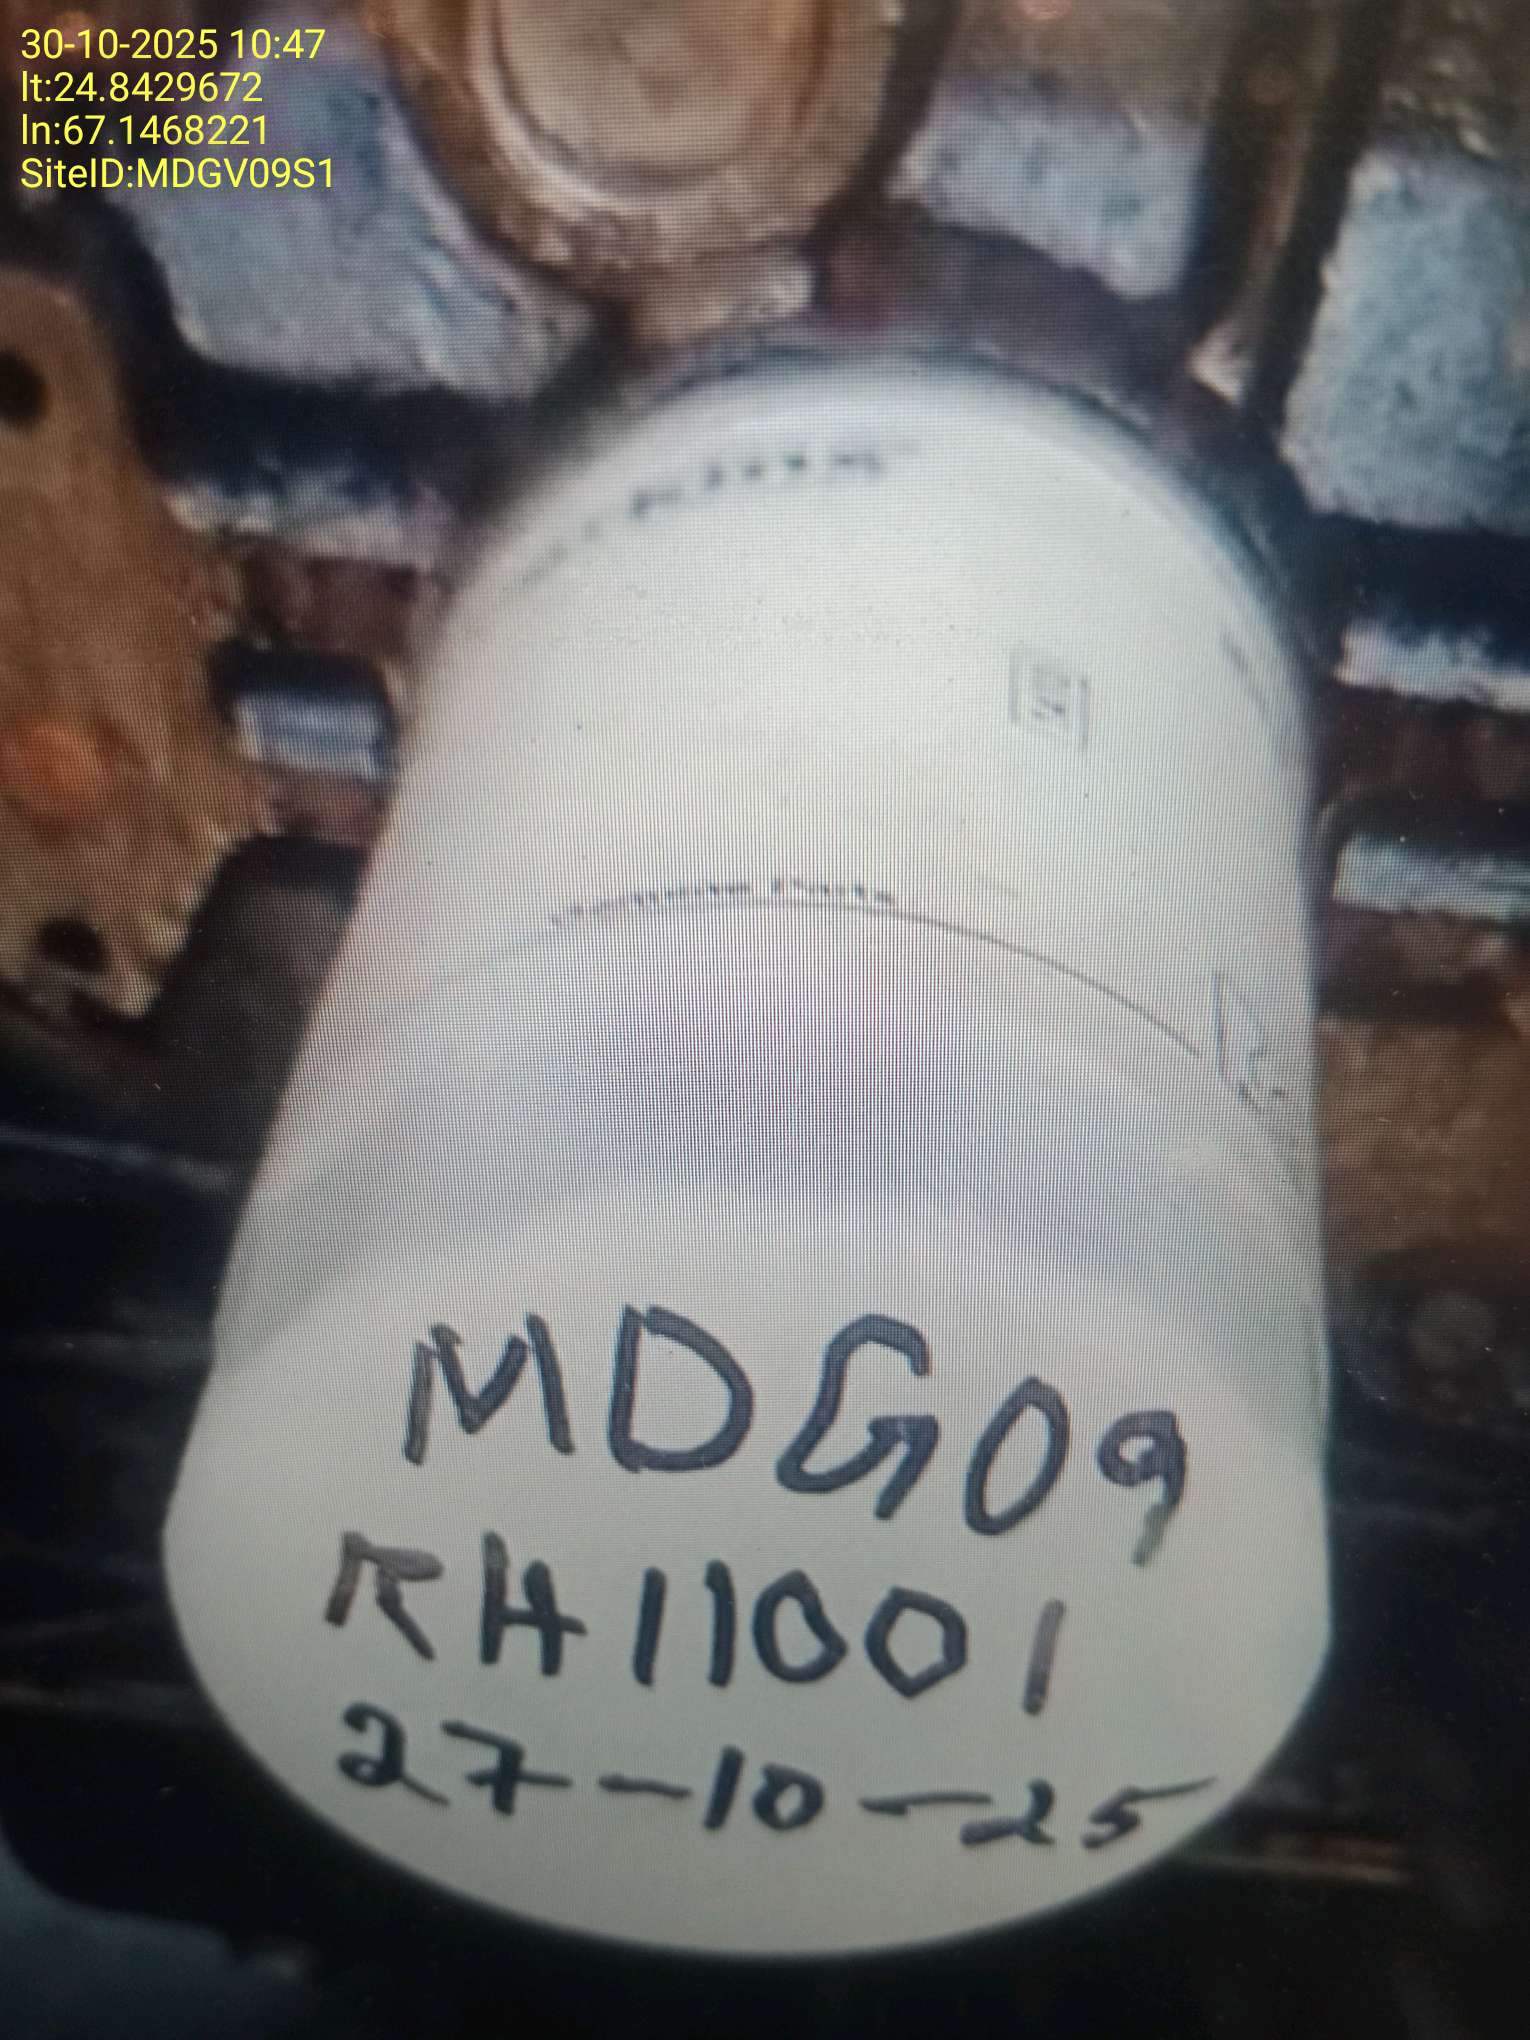 30-10-2025 10:47
lt:24.8429672
ln:67.1468221
SiteID:MDGV09S1
MDG09
RH11001
27-10-25